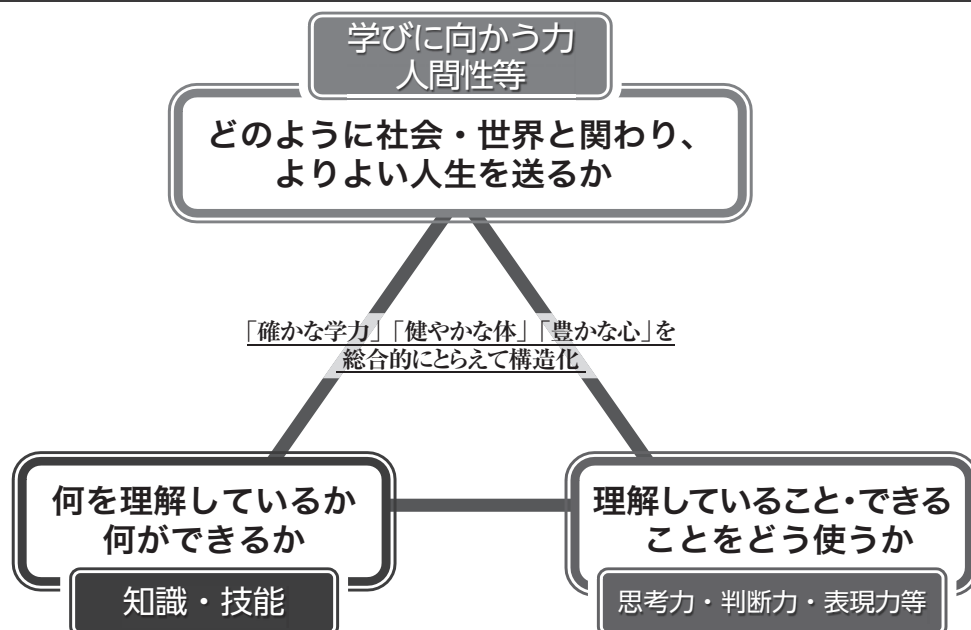 学びに向かう力
人間性等
どのように社会・世界と関わり、
よりよい人生を送るか
「確かな学力」「健やかな体」「豊かな心」を
総合的にとらえて構造化
何を理解しているか
何ができるか
知識・技能
理解していること・できる
ことをどう使うか
思考力・判断力・表現力等